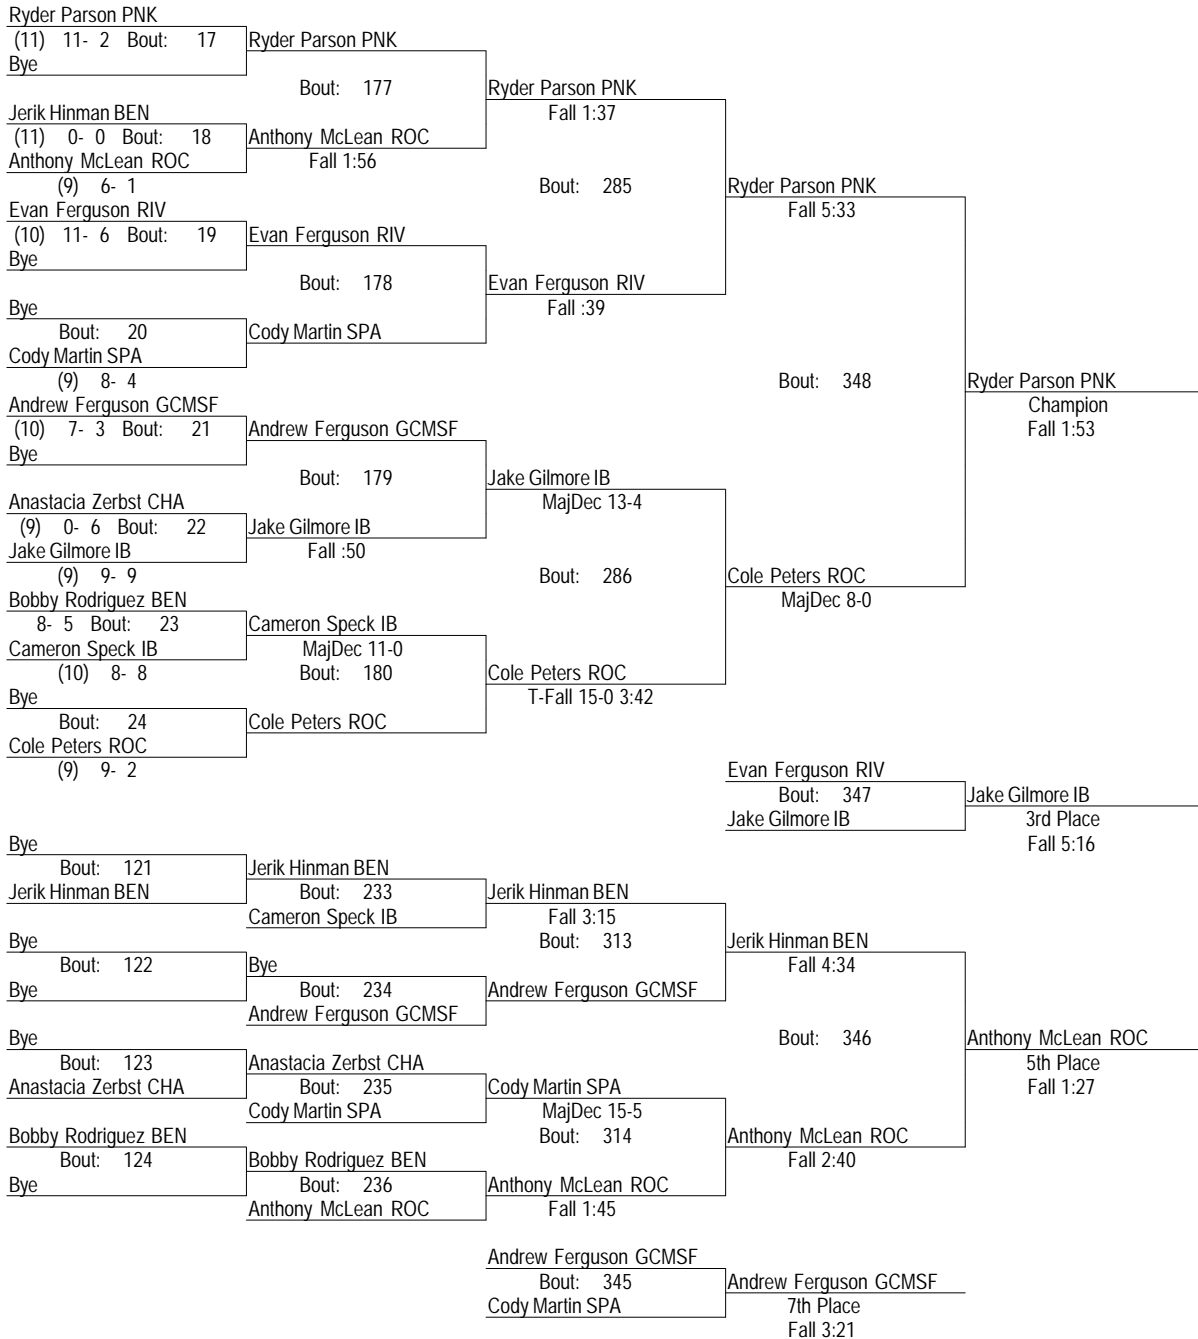 Ryder Parson PNK
(11) 11- 2 Bout: 17 Ryder Parson PNK
Bye
Bout: 177 Ryder Parson PNK
Jerik Hinman BEN Fall 1:37
(11) 0- 0 Bout: 18 Anthony McLean ROC
Anthony McLean ROC Fall 1:56
(9) 6- 1 Bout: 285 Ryder Parson PNK
Evan Ferguson RIV Fall 5:33
(10) 11- 6 Bout: 19 Evan Ferguson RIV
Bye
Bout: 178 Evan Ferguson RIV
Bye Fall :39
Bout: 20 Cody Martin SPA
Cody Martin SPA
(9) 8- 4 Bout: 348 Ryder Parson PNK
Andrew Ferguson GCMSF Champion
(10) 7- 3 Bout: 21 Andrew Ferguson GCMSF Fall 1:53
Bye
Bout: 179 Jake Gilmore IB
Anastacia Zerbst CHA MajDec 13-4
(9) 0- 6 Bout: 22 Jake Gilmore IB
Jake Gilmore IB Fall :50
(9) 9- 9 Bout: 286 Cole Peters ROC
Bobby Rodriguez BEN MajDec 8-0
8- 5 Bout: 23 Cameron Speck IB
Cameron Speck IB MajDec 11-0
(10) 8- 8 Bout: 180 Cole Peters ROC
Bye T-Fall 15-0 3:42
Bout: 24 Cole Peters ROC
Cole Peters ROC
(9) 9- 2 Evan Ferguson RIV
Bout: 347 Jake Gilmore IB
Jake Gilmore IB 3rd Place
Bye Fall 5:16
Bout: 121 Jerik Hinman BEN
Jerik Hinman BEN Bout: 233 Jerik Hinman BEN
Cameron Speck IB Fall 3:15
Bye Bout: 313 Jerik Hinman BEN
Bout: 122 Bye Fall 4:34
Bye Bout: 234 Andrew Ferguson GCMSF
Andrew Ferguson GCMSF
Bye Bout: 346 Anthony McLean ROC
Bout: 123 Anastacia Zerbst CHA 5th Place
Anastacia Zerbst CHA Bout: 235 Cody Martin SPA Fall 1:27
Cody Martin SPA MajDec 15-5
Bobby Rodriguez BEN Bout: 314 Anthony McLean ROC
Bout: 124 Bobby Rodriguez BEN Fall 2:40
Bye Bout: 236 Anthony McLean ROC
Anthony McLean ROC Fall 1:45
Andrew Ferguson GCMSF
Bout: 345 Andrew Ferguson GCMSF
Cody Martin SPA 7th Place
Fall 3:21